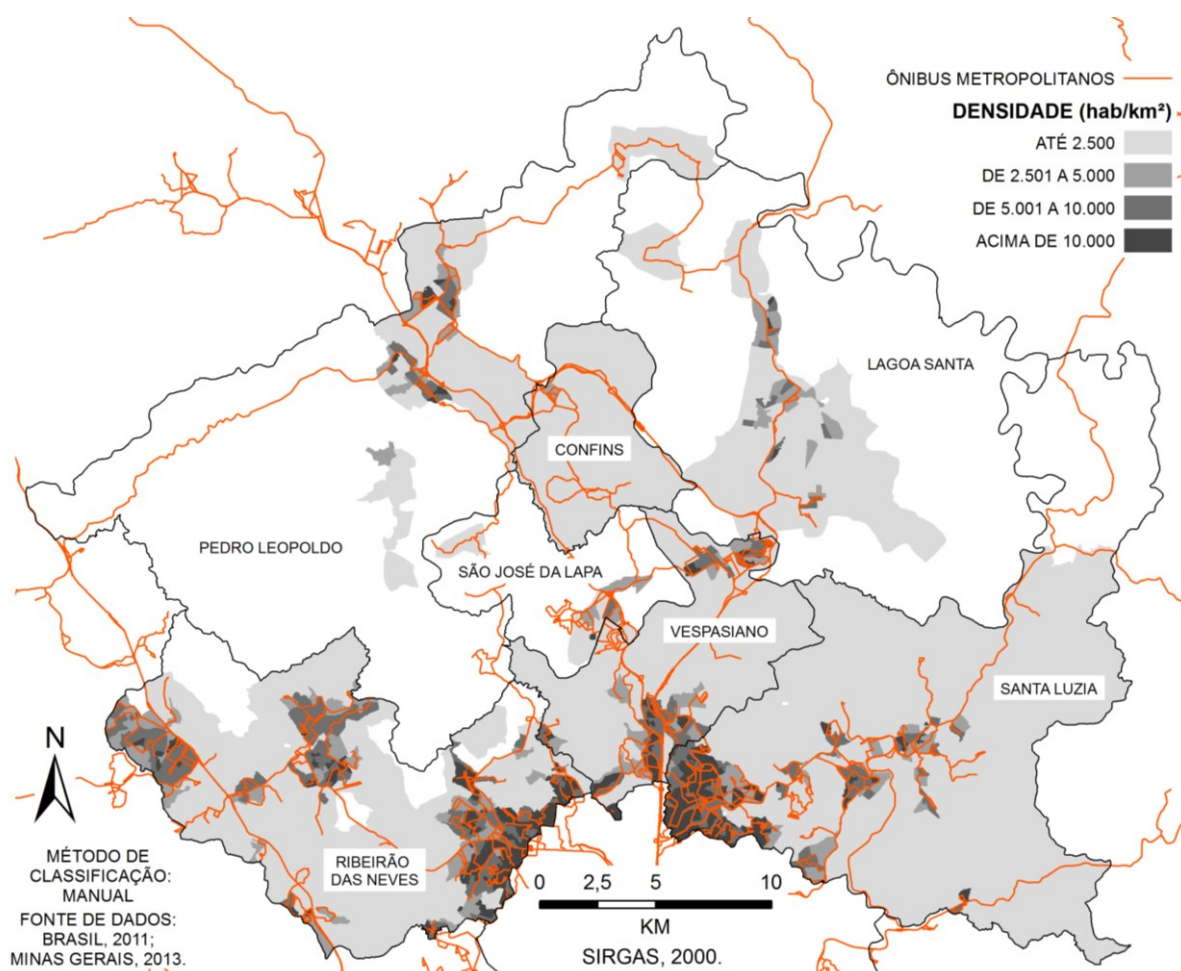 ÔNIBUS METROPOLITANOS
DENSIDADE (hab/km²)
ATÉ 2.500
DE 2.501 A 5.000
DE 5.001 A 10.000
ACIMA DE 10.000
LAGOA SANTA
CONFINS
PEDRO LEOPOLDO
SÃO JOSÉ DA LAPA
VESPASIANO
SANTA LUZIA
N
RIBEIRÃO
DAS NEVES
MÉTODO DE
CLASSIFICAÇÃO:
MANUAL
FONTE DE DADOS:
BRASIL, 2011;
MINAS GERAIS, 2013.
0 2,5 5 10
KM
SIRGAS, 2000.